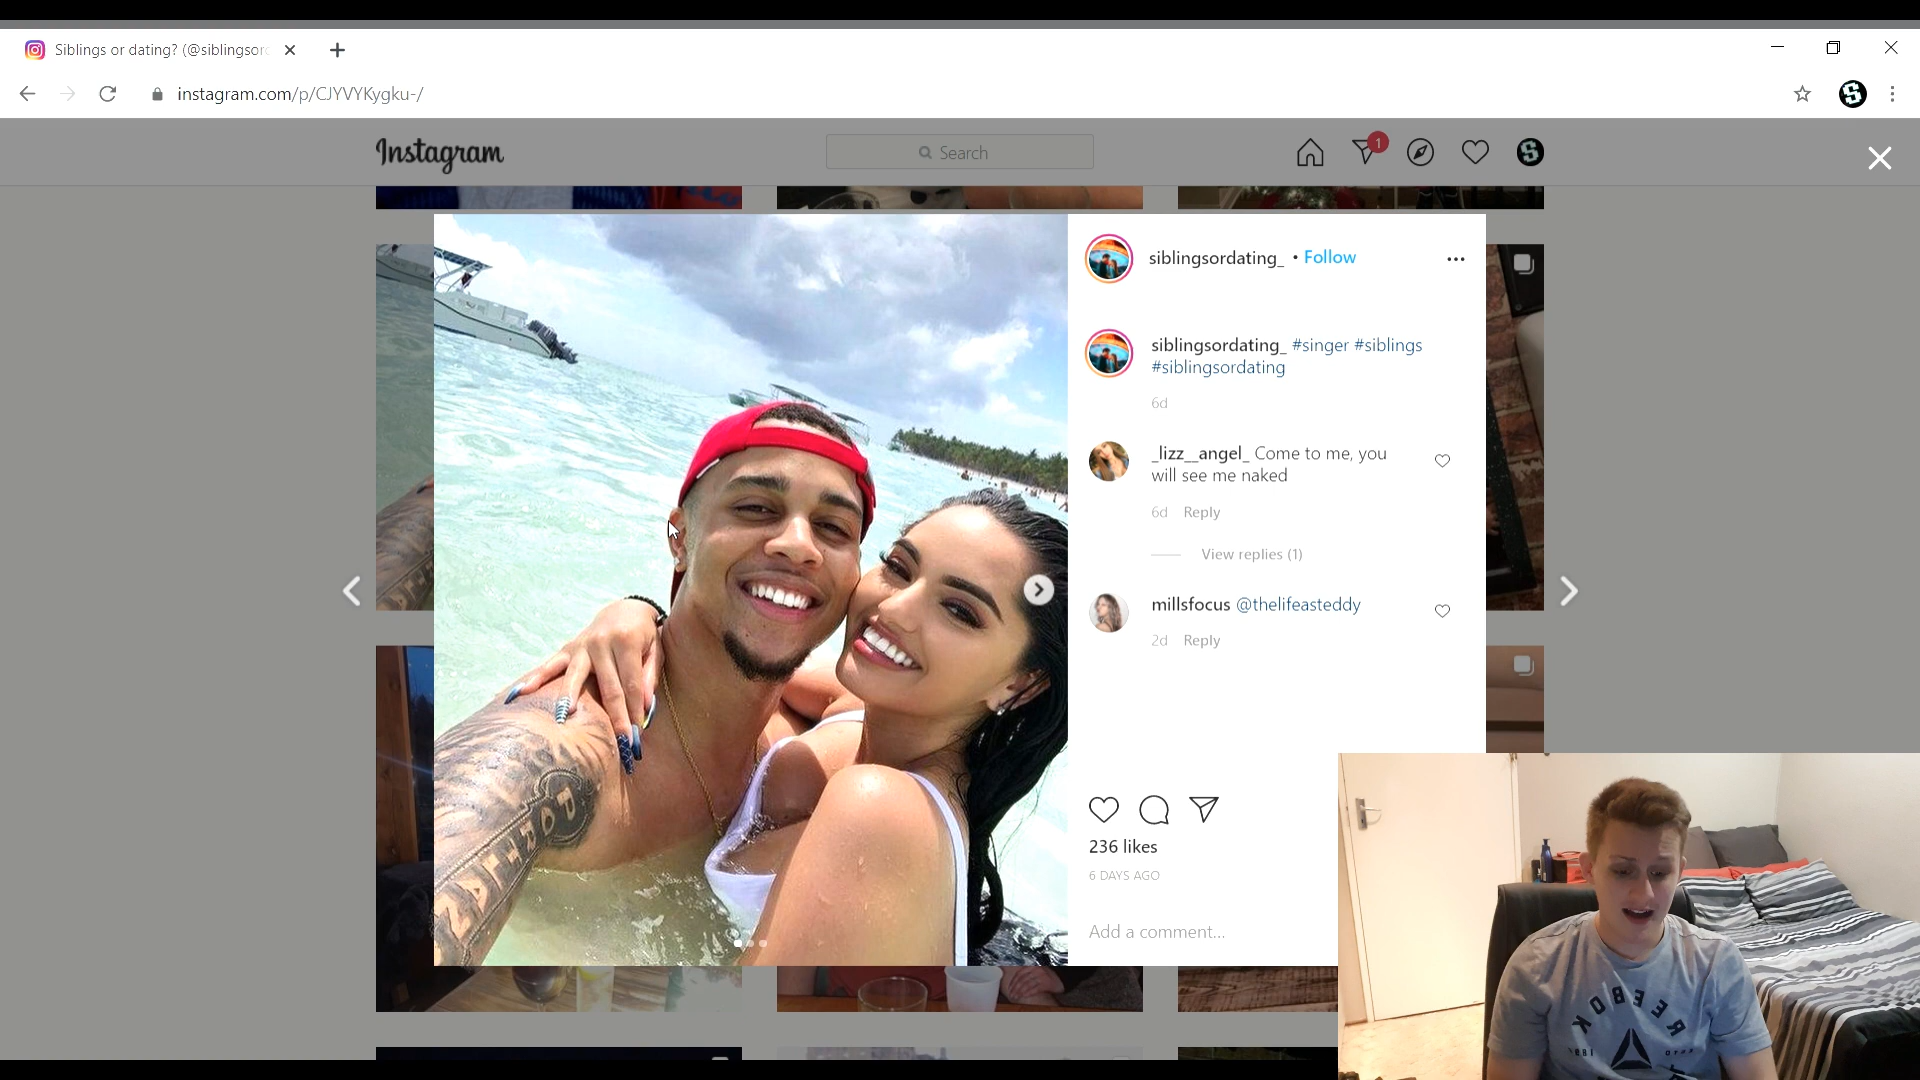 Siblings or dating? (@siblingsor
instagram.com/p/CJYVYKygku-/
Instagram
Search
1
siblingsordating_ • Follow
siblingsordating_ #singer #siblings
#siblingsordating
6d
_lizz__angel_ Come to me, you
will see me naked
6d Reply
View replies (1)
millsfocus @thelifeasteddy
2d Reply
236 likes
6 DAYS AGO
Add a comment...
REEBOK